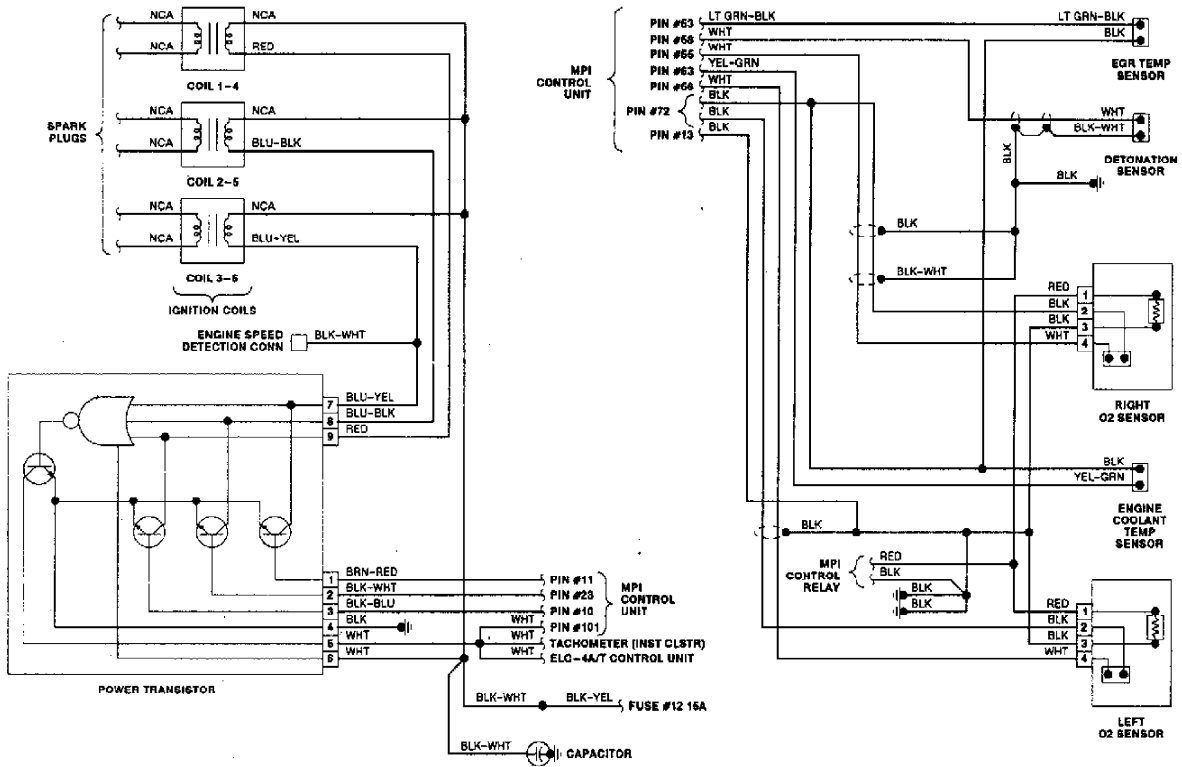 NCA
NCA
NCA
RED
COIL 1-4
NCA
NCA
NCA
BLU-BLK
COIL 2-5
SPARK
PLUGS
NCA
NCA
NCA
BLU-YEL
COIL 3-6
IGNITION COILS
ENGINE SPEED
DETECTION CONN
BLK-WHT
7
BLU-YEL
8
BLU-BLK
9
RED
1
BRN-RED
PIN #11
2
BLK-WHT
PIN #23
3
BLK-BLU
PIN #10
4
BLK
WHT
PIN #101
MPI
CONTROL
UNIT
5
WHT
WHT
TACHOMETER (INST CLSTR)
6
WHT
WHT
ELC-4A/T CONTROL UNIT
POWER TRANSISTOR
BLK-WHT
BLK-YEL
FUSE #12 15A
BLK-WHT
CAPACITOR
MPI
CONTROL
UNIT
PIN #63
LT GRN-BLK
PIN #58
WHT
PIN #55
WHT
PIN #63
YEL-GRN
PIN #56
WHT
PIN #72
BLK
BLK
PIN #13
BLK
LT GRN-BLK
BLK
EGR TEMP
SENSOR
WHT
BLK-WHT
DETONATION
SENSOR
BLK
BLK
BLK
BLK-WHT
RED
1
BLK
2
BLK
3
WHT
4
RIGHT
O2 SENSOR
BLK
YEL-GRN
ENGINE
COOLANT
TEMP
SENSOR
BLK
MPI
CONTROL
RELAY
RED
BLK
BLK
BLK
RED
1
BLK
2
BLK
3
WHT
4
LEFT
O2 SENSOR